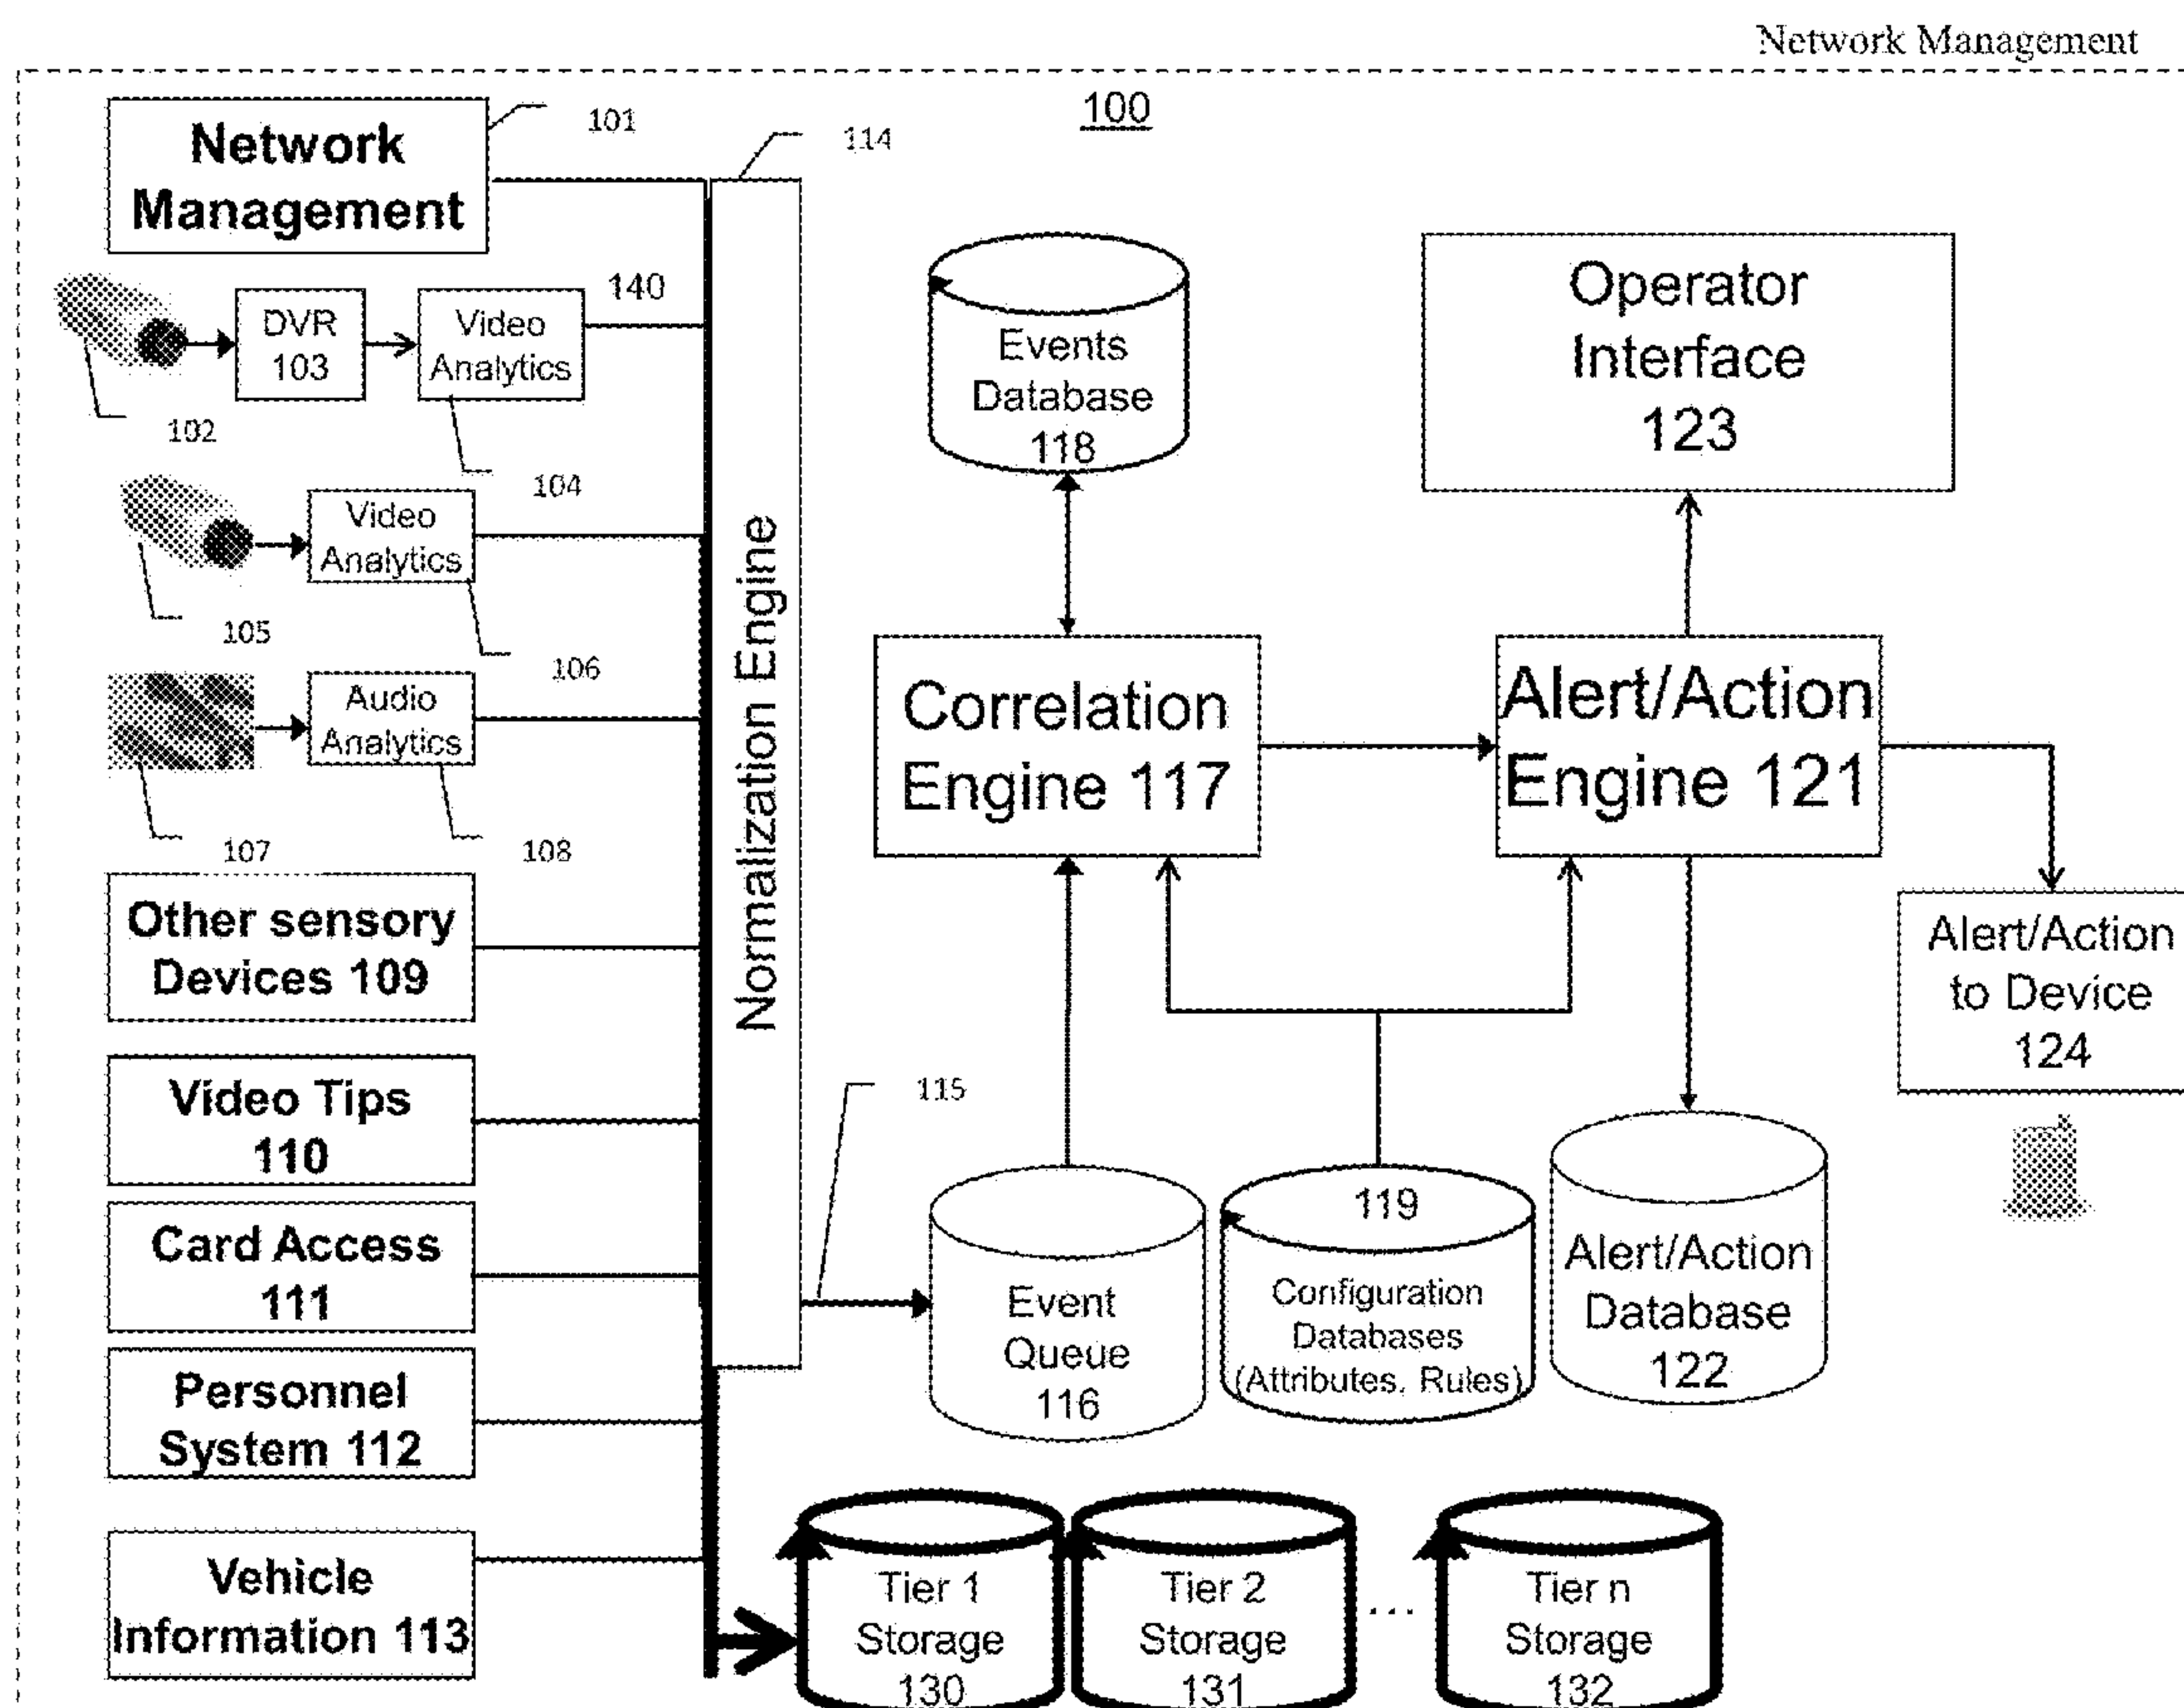 Network Management
100
Network
Management
101
114
140
DVR
103
Video
Analytics
102
104
Video
Analytics
105
106
Audio
Analytics
107
108
Other sensory
Devices 109
Video Tips
110
Card Access
111
Personnel
System 112
Vehicle
Information 113
Normalization Engine
115
Events
Database
118
Operator
Interface
123
Correlation
Engine 117
Alert/Action
Engine 121
Alert/Action
to Device
124
Event
Queue
116
119
Configuration
Databases
(Attributes, Rules)
Alert/Action
Database
122
Tier 1
Storage
130
Tier 2
Storage
131
...
Tier n
Storage
132